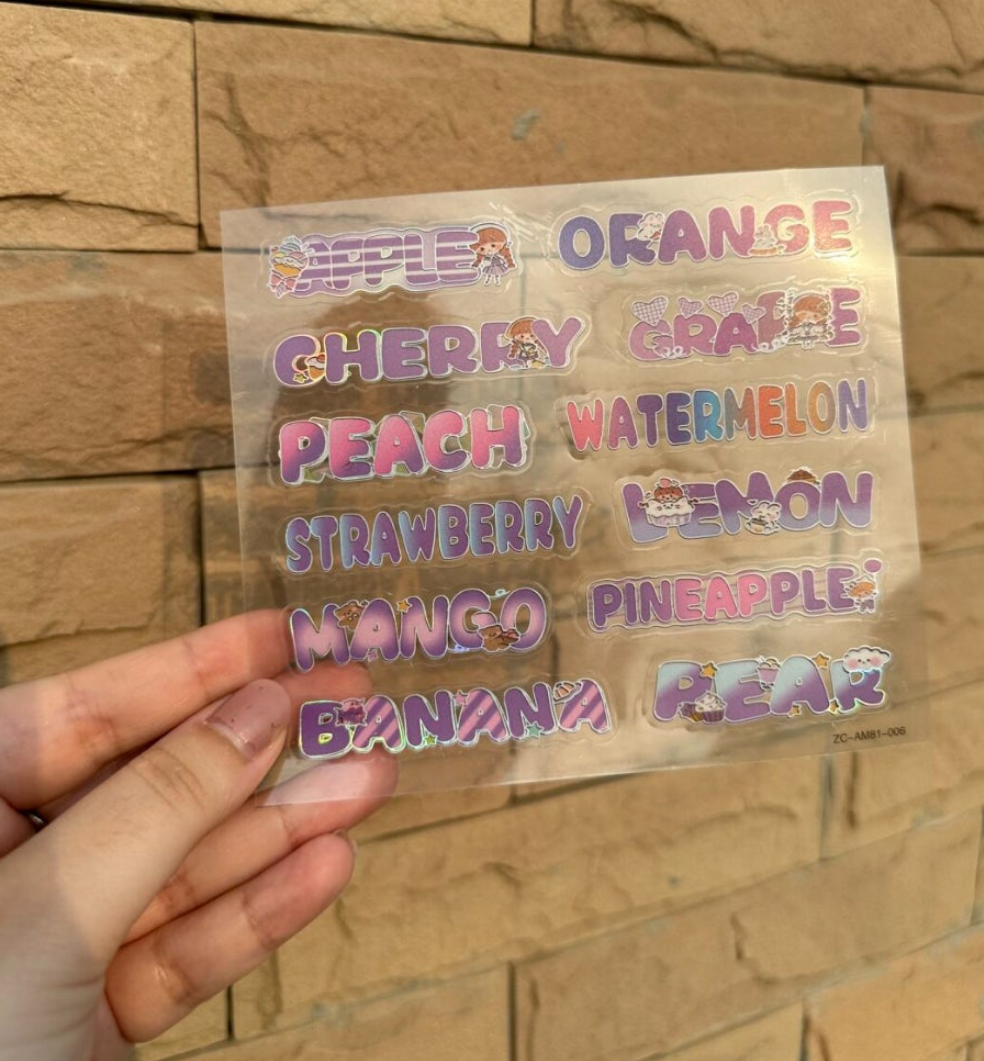 APPLE ORANGE
CHERRY GRAPE
PEACH WATERMELON
STRAWBERRY LEMON
MANGO PINEAPPLE
BANANA PEAR
ZC-AM81-006